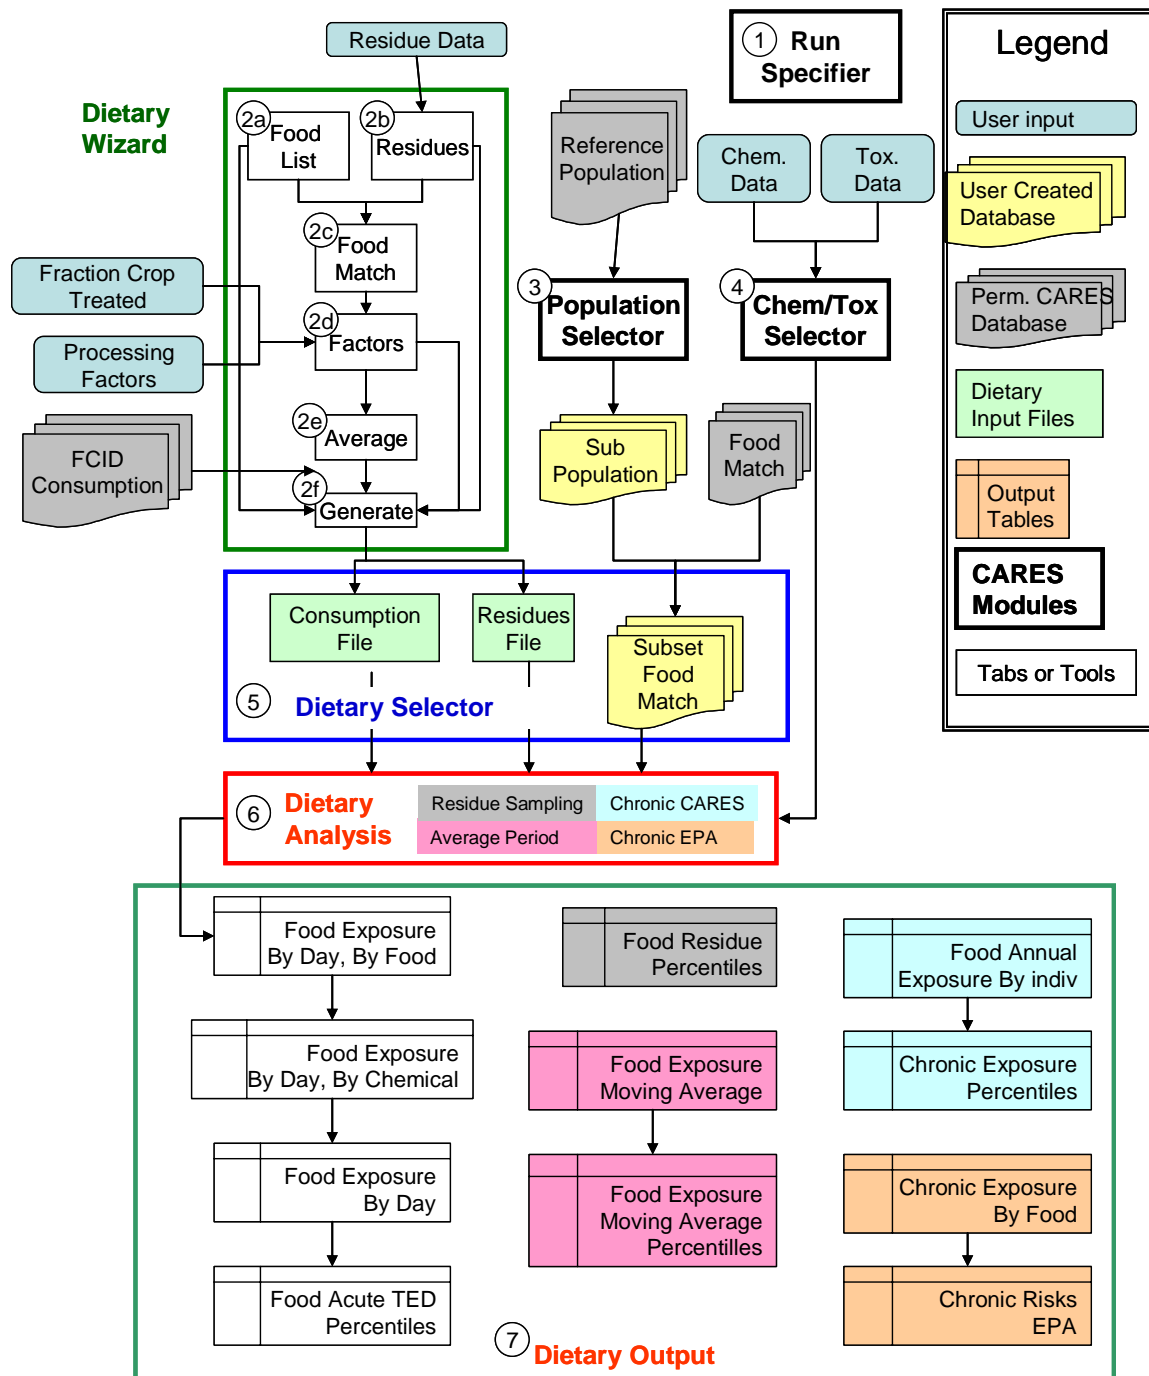 Residue Data
1 Run
Specifier
Legend
Dietary
Wizard
2a
Food
List
2b
Residues
Reference
Population
Chem.
Data
Tox.
Data
User input
User Created
Database
2c
Food
Match
Fraction Crop
Treated
3
Population
Selector
4
Chem/Tox
Selector
Perm. CARES
Database
2d
Factors
Processing
Factors
Dietary
Input Files
2e
Average
FCID
Consumption
Sub
Population
Food
Match
2f
Generate
Output
Tables
CARES
Modules
Consumption
File
Residues
File
Subset
Food
Match
Tabs or Tools
5 Dietary Selector
6 Dietary
Analysis
Residue Sampling
Chronic CARES
Average Period
Chronic EPA
Food Exposure
By Day, By Food
Food Residue
Percentiles
Food Annual
Exposure By indiv
Food Exposure
By Day, By Chemical
Food Exposure
Moving Average
Chronic Exposure
Percentiles
Food Exposure
By Day
Food Exposure
Moving Average
Percentilles
Chronic Exposure
By Food
Food Acute TED
Percentiles
Chronic Risks
EPA
7 Dietary Output